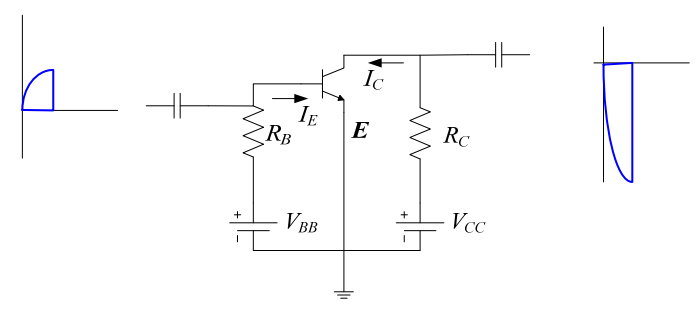 I_C
I_E
E
R_B
R_C
+
-
V_BB
+
-
V_CC